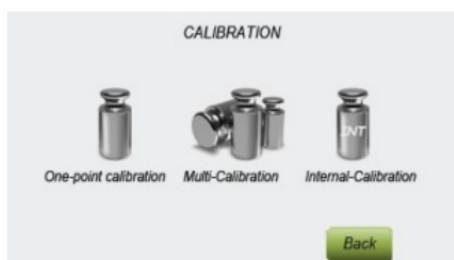 CALIBRATION
INT
One-point calibration Multi-Calibration Internal-Calibration
Back